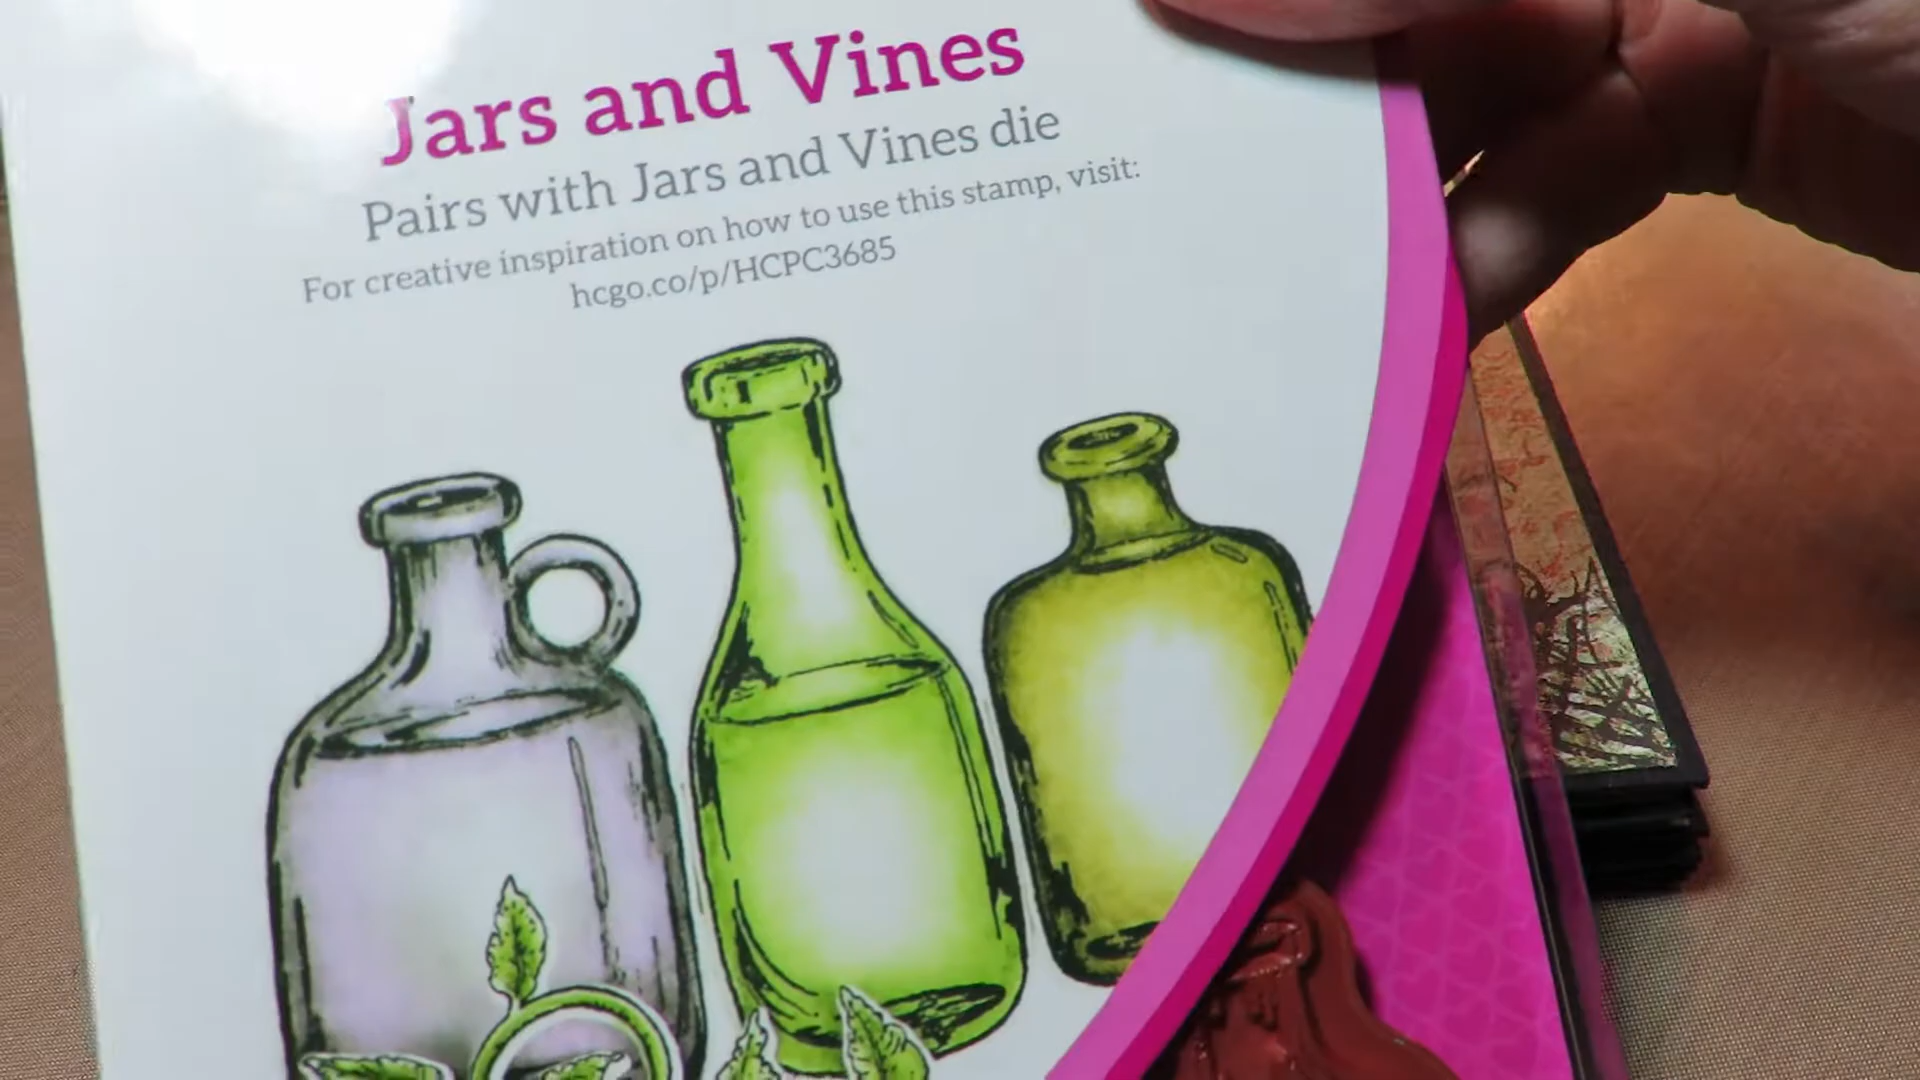 Jars and Vines
Pairs with Jars and Vines die
For creative inspiration on how to use this stamp, visit:
hcgo.co/p/HCPC3685